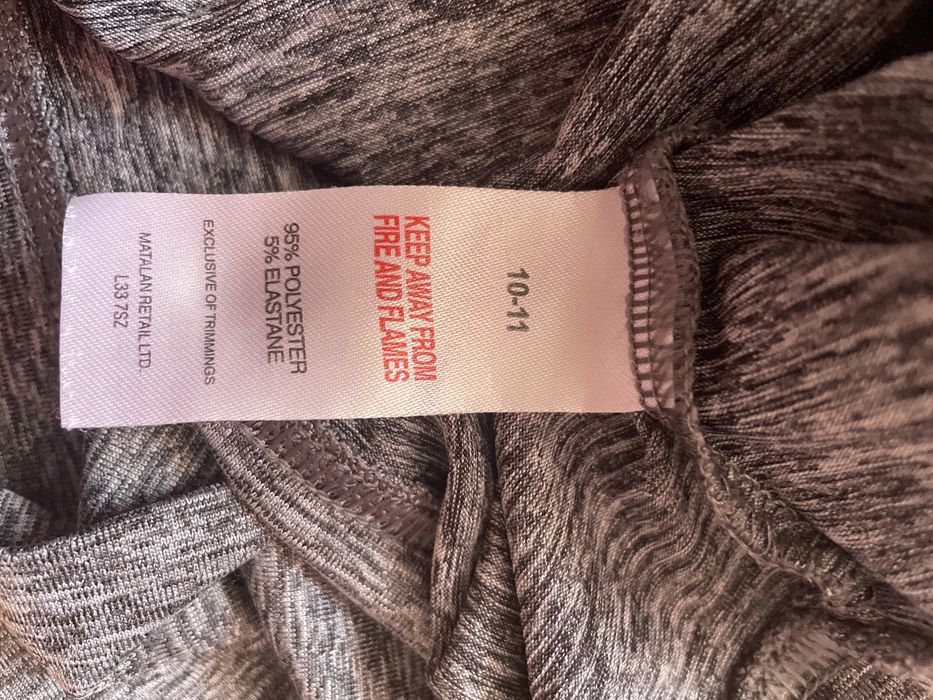 10-11
KEEP AWAY FROM
FIRE AND FLAMES
95% POLYESTER
5% ELASTANE
EXCLUSIVE OF TRIMMINGS
MATALAN RETAIL LTD.
L33 7SZ